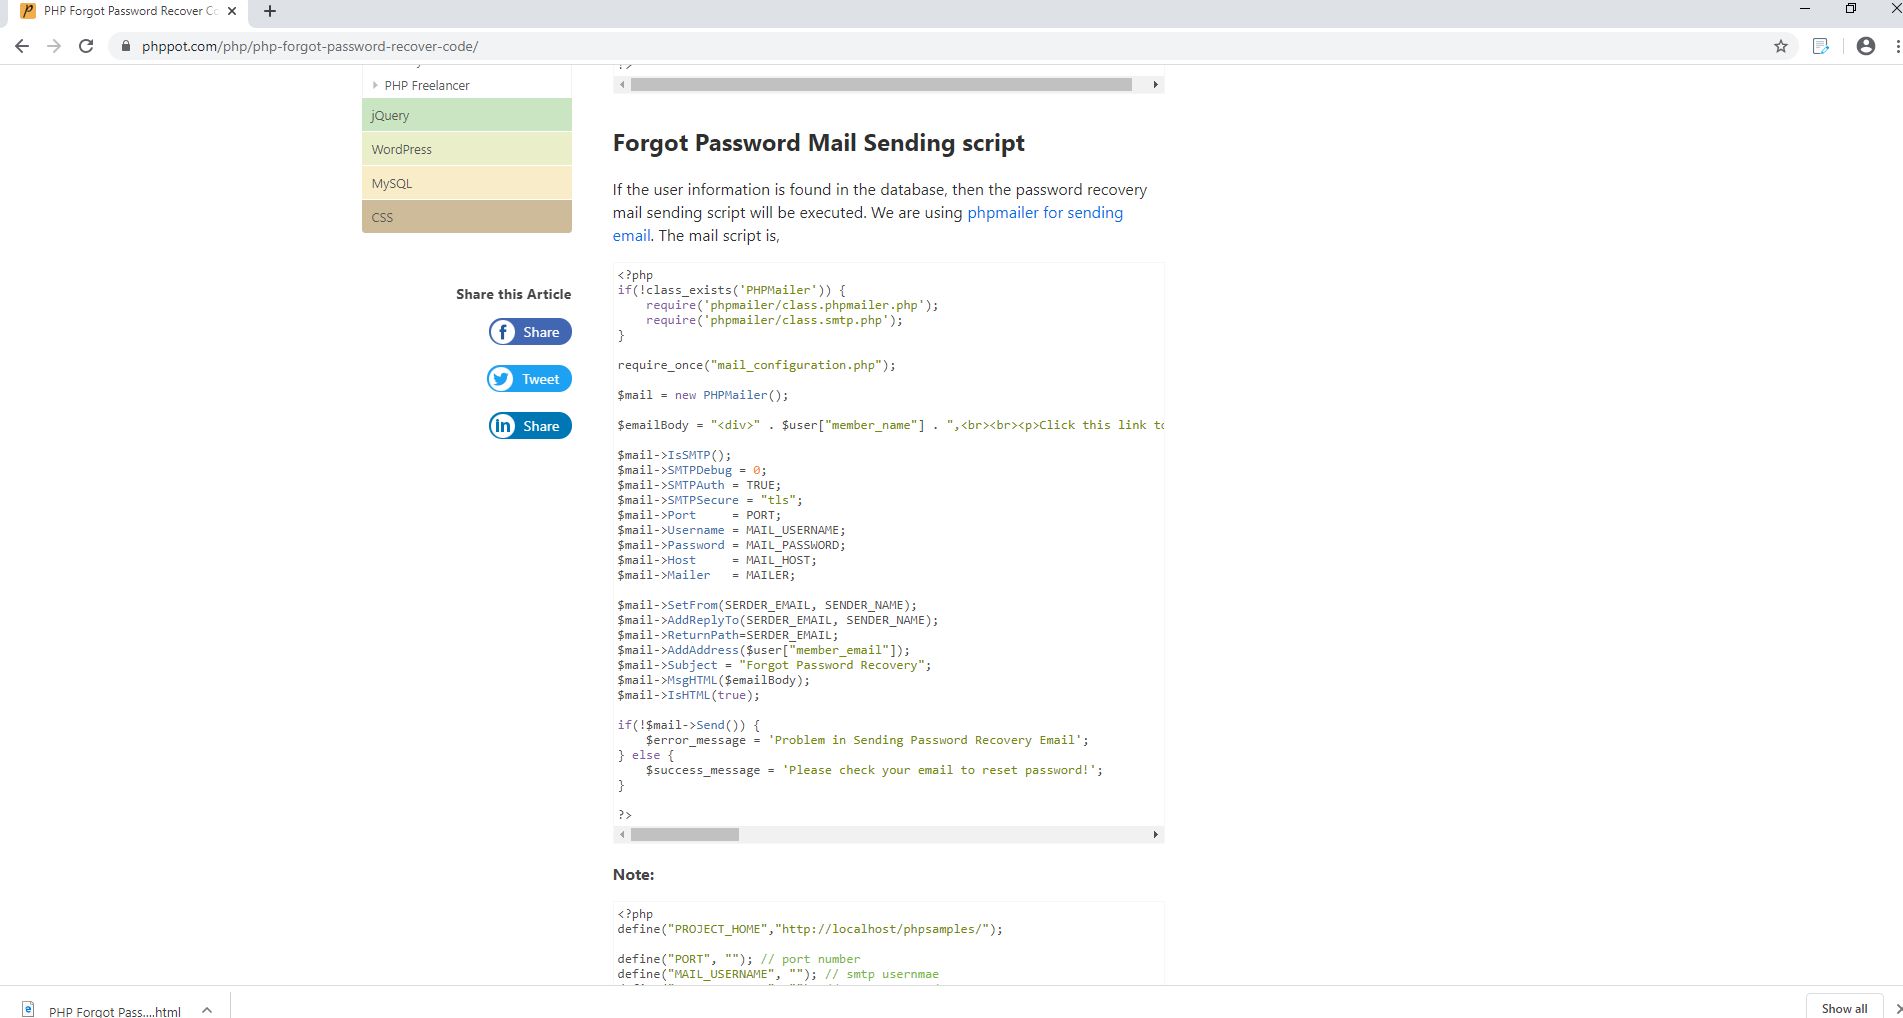 PHP Forgot Password Recover Co
phppot.com/php/php-forgot-password-recover-code/
PHP Freelancer
jQuery
WordPress
MySQL
CSS
Share this Article
Share
Tweet
Share
?>
Forgot Password Mail Sending script
If the user information is found in the database, then the password recovery
mail sending script will be executed. We are using phpmailer for sending
email. The mail script is,
<?php
if(!class_exists('PHPMailer')) {
    require('phpmailer/class.phpmailer.php');
    require('phpmailer/class.smtp.php');
}
require_once("mail_configuration.php");
$mail = new PHPMailer();
$emailBody = "<div>" . $user["member_name"] . ",<br><br><p>Click this link to
$mail->IsSMTP();
$mail->SMTPDebug = 0;
$mail->SMTPAuth = TRUE;
$mail->SMTPSecure = "tls";
$mail->Port     = PORT;
$mail->Username = MAIL_USERNAME;
$mail->Password = MAIL_PASSWORD;
$mail->Host     = MAIL_HOST;
$mail->Mailer   = MAILER;
$mail->SetFrom(SERDER_EMAIL, SENDER_NAME);
$mail->AddReplyTo(SERDER_EMAIL, SENDER_NAME);
$mail->ReturnPath=SERDER_EMAIL;
$mail->AddAddress($user["member_email"]);
$mail->Subject = "Forgot Password Recovery";
$mail->MsgHTML($emailBody);
$mail->IsHTML(true);
if(!$mail->Send()) {
    $error_message = 'Problem in Sending Password Recovery Email';
} else {
    $success_message = 'Please check your email to reset password!';
}
?>
Note:
<?php
define("PROJECT_HOME","http://localhost/phpsamples/");
define("PORT", ""); // port number
define("MAIL_USERNAME", ""); // smtp usernmae
PHP Forgot Pass....html
Show all